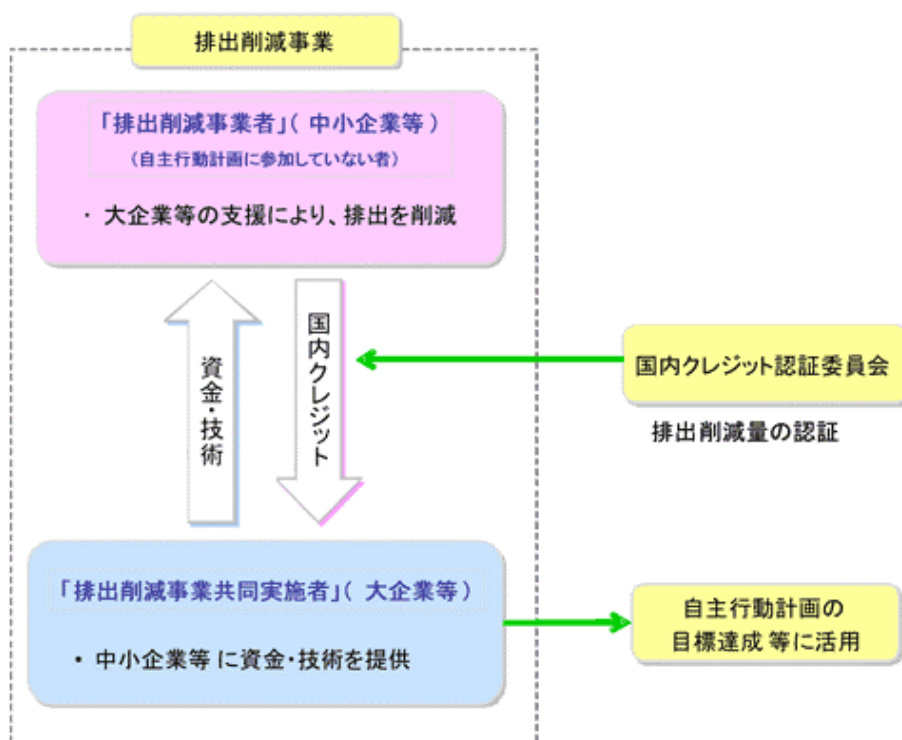 排出削減事業
「排出削減事業者」(中小企業等)
(自主行動計画に参加していない者)
・ 大企業等の支援により、排出を削減
資金・技術
国内クレジット
国内クレジット認証委員会
排出削減量の認証
「排出削減事業共同実施者」( 大企業等)
・ 中小企業等 に資金・技術を提供
自主行動計画の
目標達成 等に活用